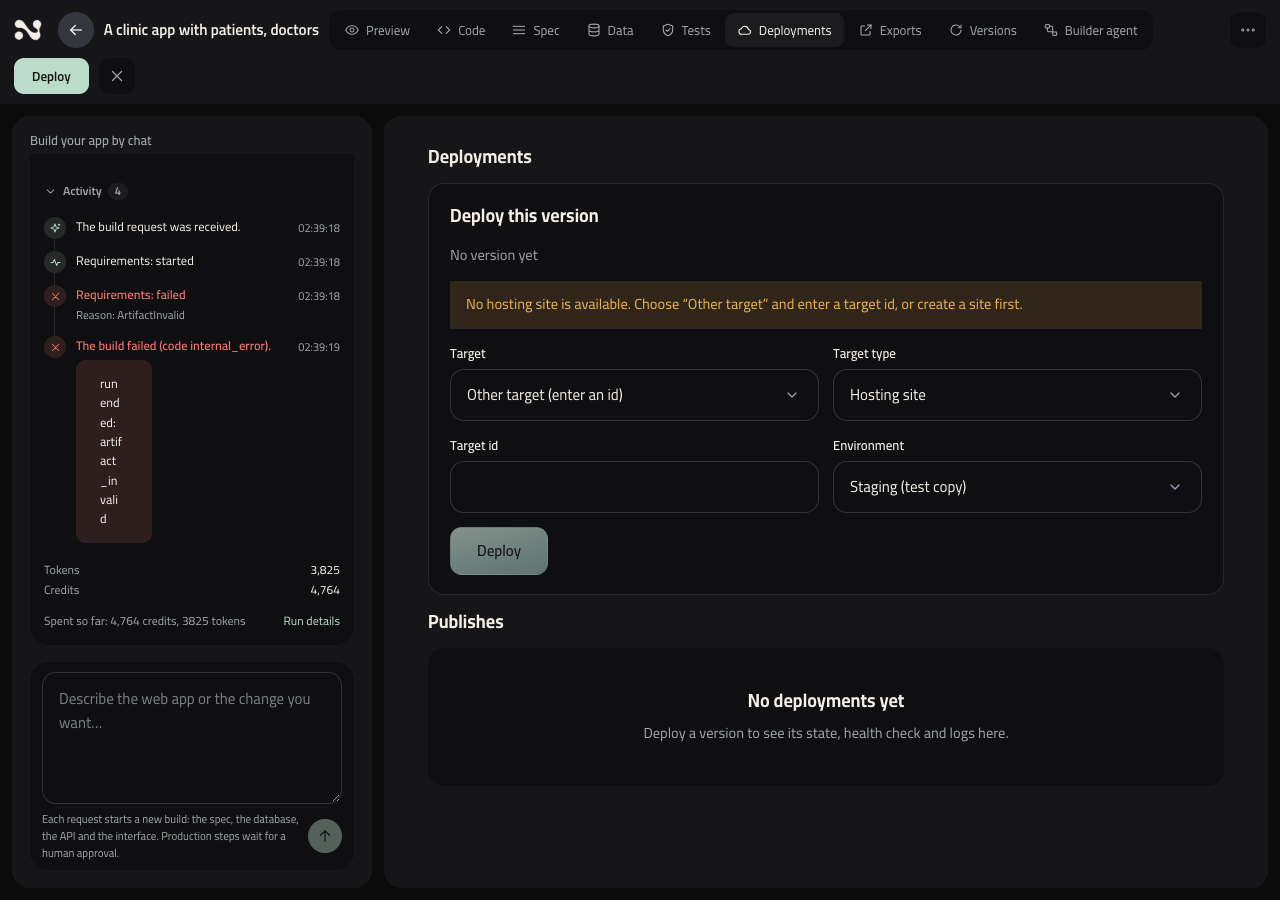 A clinic app with patients, doctors
Preview
Code
Spec
Data
Tests
Deployments
Exports
Versions
Builder agent
Deploy
Build your app by chat
Activity 4
The build request was received. 02:39:18
Requirements: started 02:39:18
Requirements: failed 02:39:18
Reason: ArtifactInvalid
The build failed (code internal_error). 02:39:19
run
end
ed:
artif
act
_in
vali
d
Tokens 3,825
Credits 4,764
Spent so far: 4,764 credits, 3825 tokens Run details
Describe the web app or the change you
want...
Each request starts a new build: the spec, the database,
the API and the interface. Production steps wait for a
human approval.
Deployments
Deploy this version
No version yet
No hosting site is available. Choose “Other target” and enter a target id, or create a site first.
Target
Other target (enter an id)
Target type
Hosting site
Target id
Environment
Staging (test copy)
Deploy
Publishes
No deployments yet
Deploy a version to see its state, health check and logs here.